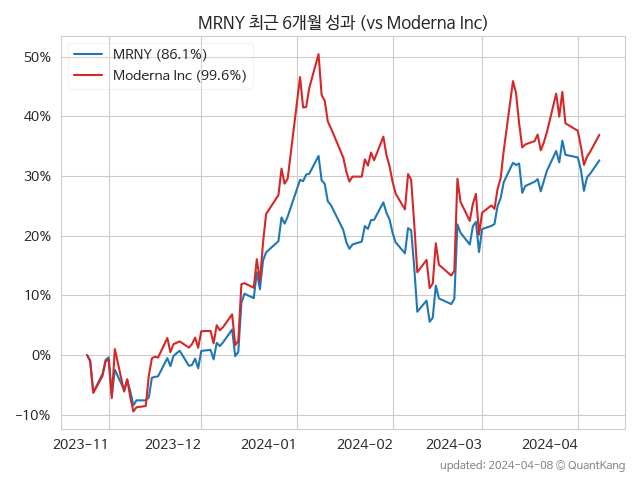 MRNY 최근 6개월 성과 (vs Moderna Inc)
MRNY (86.1%)
Moderna Inc (99.6%)
50%
40%
30%
20%
10%
0%
−10%
2023-11 2023-12 2024-01 2024-02 2024-03 2024-04
updated: 2024-04-08 © QuantKang